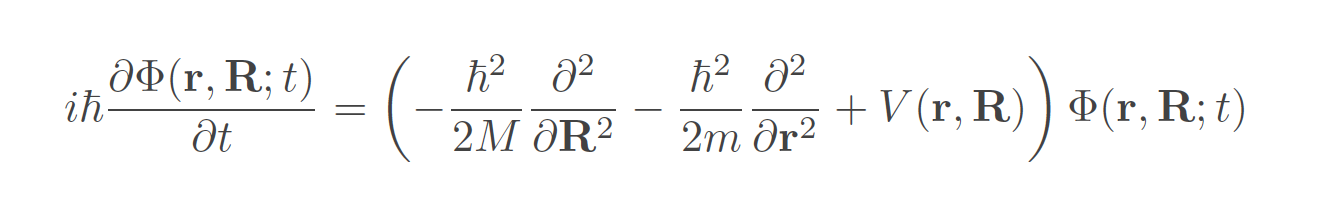 iħ ∂Φ(𝐫, 𝐑; t)/∂t = ( −ħ²/2M ∂²/∂𝐑² − ħ²/2m ∂²/∂𝐫² + V(𝐫, 𝐑) ) Φ(𝐫, 𝐑; t)